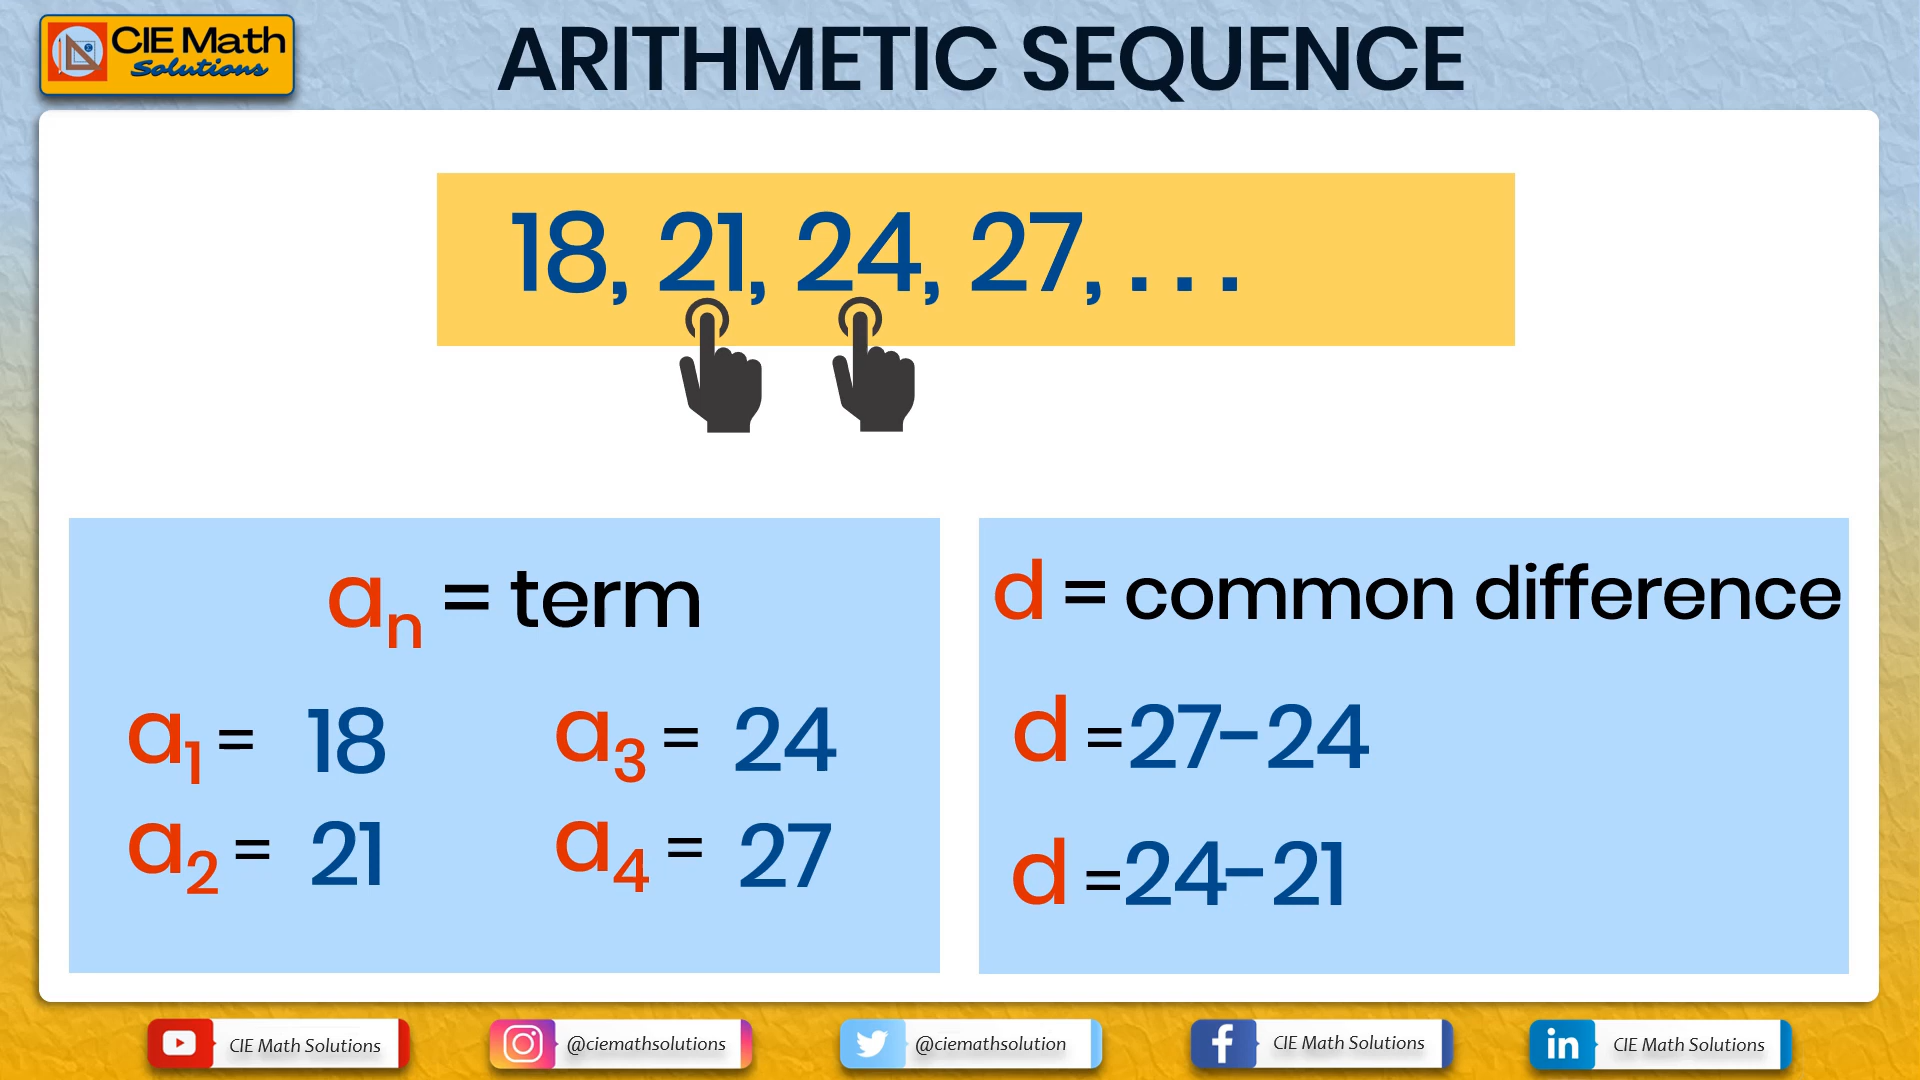 CIE Math
Solutions
ARITHMETIC SEQUENCE
18, 21, 24, 27, . . .
aₙ = term
a₁ = 18
a₃ = 24
a₂ = 21
a₄ = 27
d = common difference
d =27-24
d =24-21
CIE Math Solutions
@ciemathsolutions
@ciemathsolution
CIE Math Solutions
CIE Math Solutions